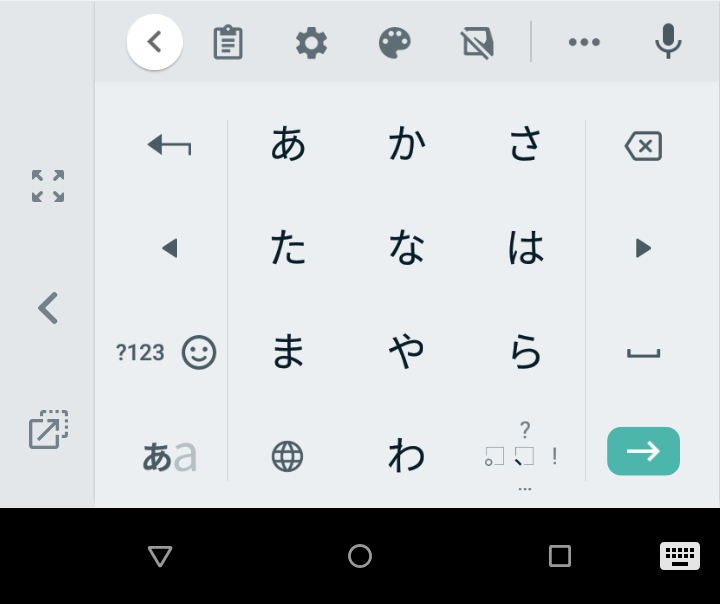 あ か さ
た な は
?123 ま や ら
あa わ ? 。 、 ! …